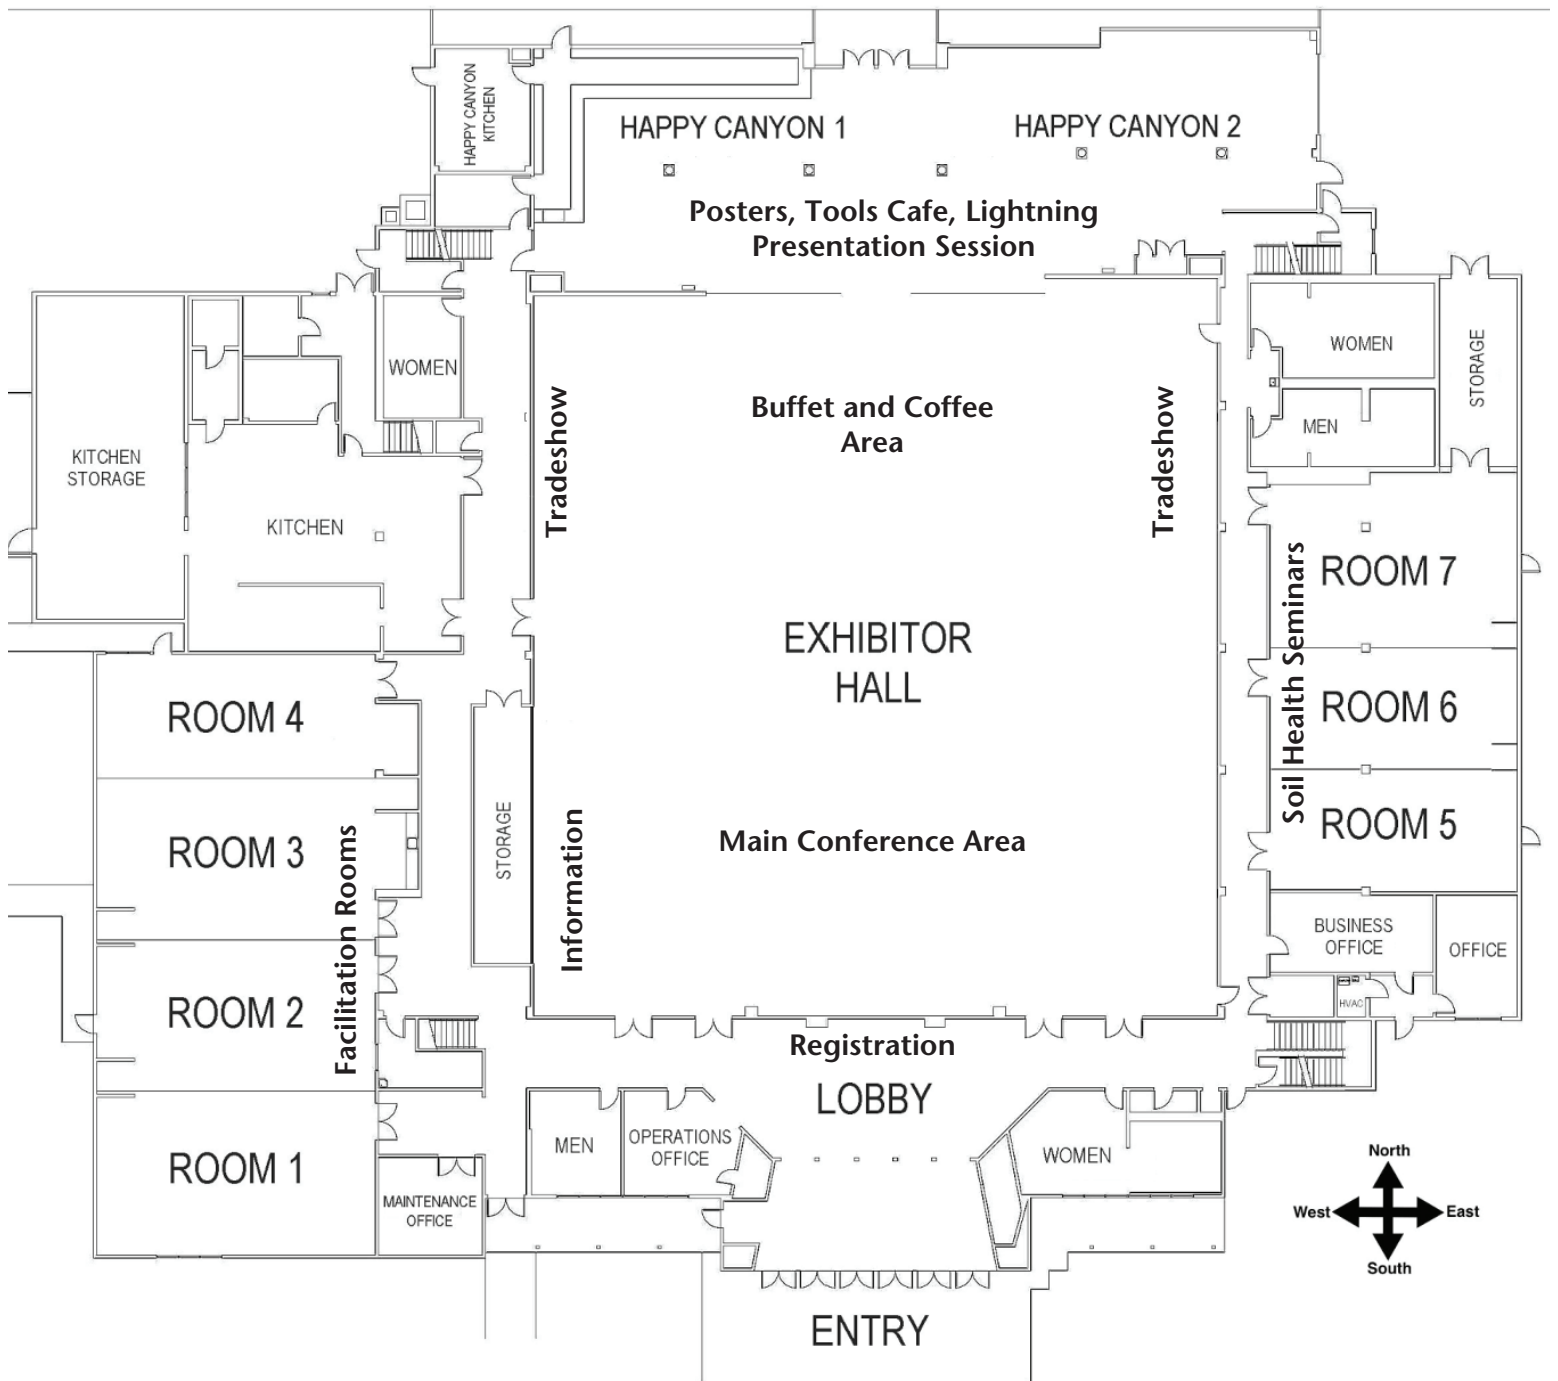 HAPPY CANYON
KITCHEN
HAPPY CANYON 1
HAPPY CANYON 2
Posters, Tools Cafe, Lightning
Presentation Session
WOMEN
WOMEN
STORAGE
Tradeshow
Buffet and Coffee
Area
Tradeshow
MEN
KITCHEN
STORAGE
KITCHEN
ROOM 7
Soil Health Seminars
EXHIBITOR
HALL
ROOM 4
ROOM 6
STORAGE
ROOM 3
Information
Main Conference Area
ROOM 5
Facilitation Rooms
BUSINESS
OFFICE
OFFICE
ROOM 2
HVAC
Registration
LOBBY
ROOM 1
MEN
OPERATIONS
OFFICE
WOMEN
MAINTENANCE
OFFICE
North
West
East
South
ENTRY